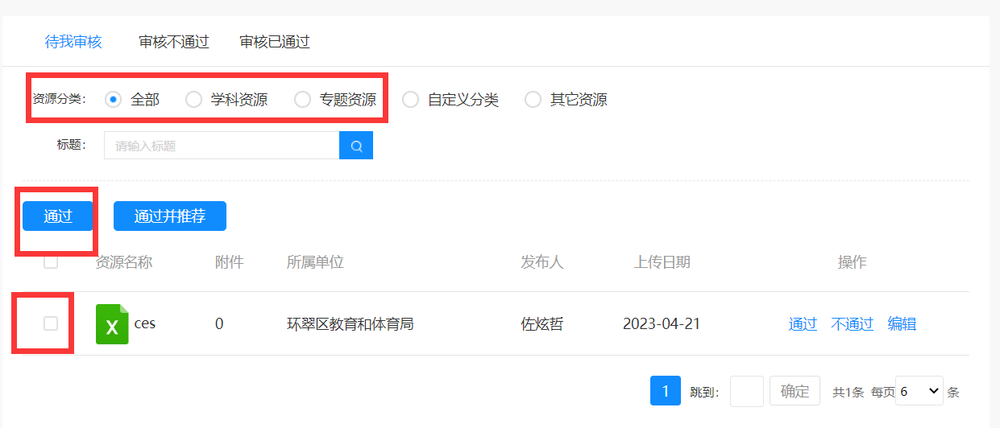 待我审核 审核不通过 审核已通过
资源分类: 全部 学科资源 专题资源 自定义分类 其它资源
标题: 请输入标题
通过 通过并推荐
资源名称 附件 所属单位 发布人 上传日期 操作
X ces 0 环翠区教育和体育局 佐炫哲 2023-04-21 通过 不通过 编辑
1 跳到: 确定 共1条 每页 6 条